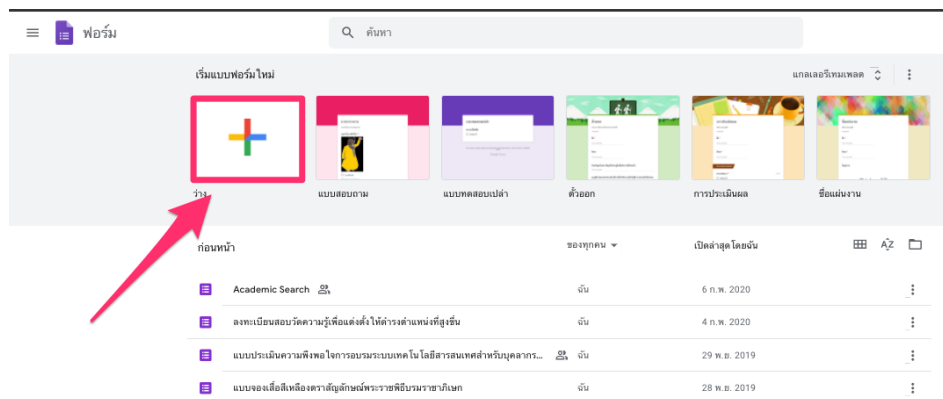 ฟอร์ม
ค้นหา
เริ่มแบบฟอร์มใหม่
แกลเลอรีเทมเพลต
ว่าง
แบบสอบถาม
แบบทดสอบเปล่า
ตั๋วออก
การประเมินผล
ชื่อแผ่นงาน
ก่อนหน้า
ของทุกคน
เปิดล่าสุดโดยฉัน
AZ
Academic Search ฉัน 6 ก.พ. 2020
ลงทะเบียนสอบวัดความรู้เพื่อแต่งตั้งให้ดำรงตำแหน่งที่สูงขึ้น ฉัน 4 ก.พ. 2020
แบบประเมินความพึงพอใจการอบรมระบบเทคโนโลยีสารสนเทศสำหรับบุคลากร... ฉัน 29 พ.ย. 2019
แบบจองเสื้อสีเหลืองตราสัญลักษณ์พระราชพิธีบรมราชาภิเษก ฉัน 28 พ.ย. 2019